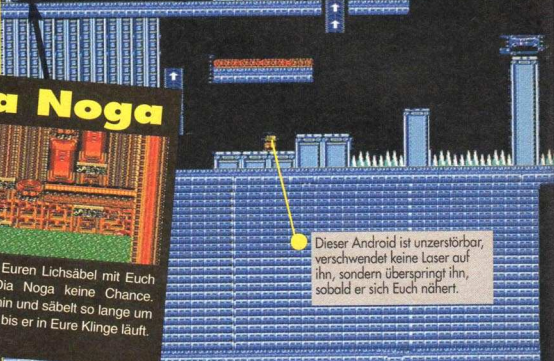 a Noga
Euren Lichsäbel mit Euch
Dia Noga keine Chance.
hin und säbelt so lange um
bis er in Eure Klinge läuft.
Dieser Android ist unzerstörbar,
verschwendet keine Laser auf
ihn, sondern überspringt ihn,
sobald er sich Euch nähert.